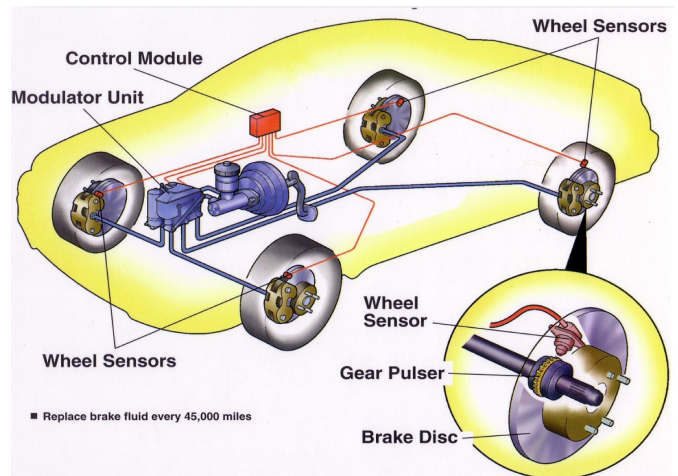 Wheel Sensors
Control Module
Modulator Unit
Wheel
Sensor
Wheel Sensors
Gear Pulser
■ Replace brake fluid every 45,000 miles
Brake Disc